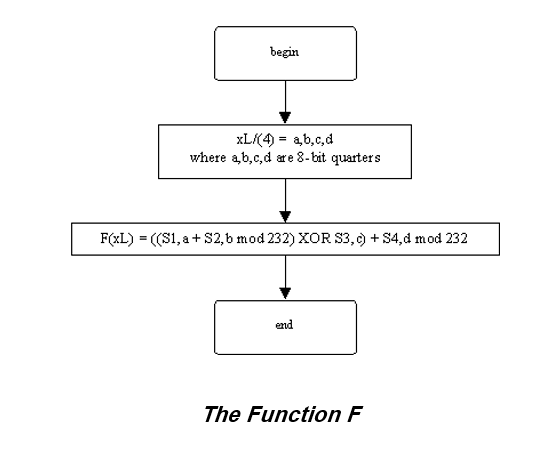 begin
xL/(4) = a,b,c,d
where a,b,c,d are 8-bit quarters
F(xL) = ((S1,a + S2,b mod 232) XOR S3,c) + S4,d mod 232
end
The Function F